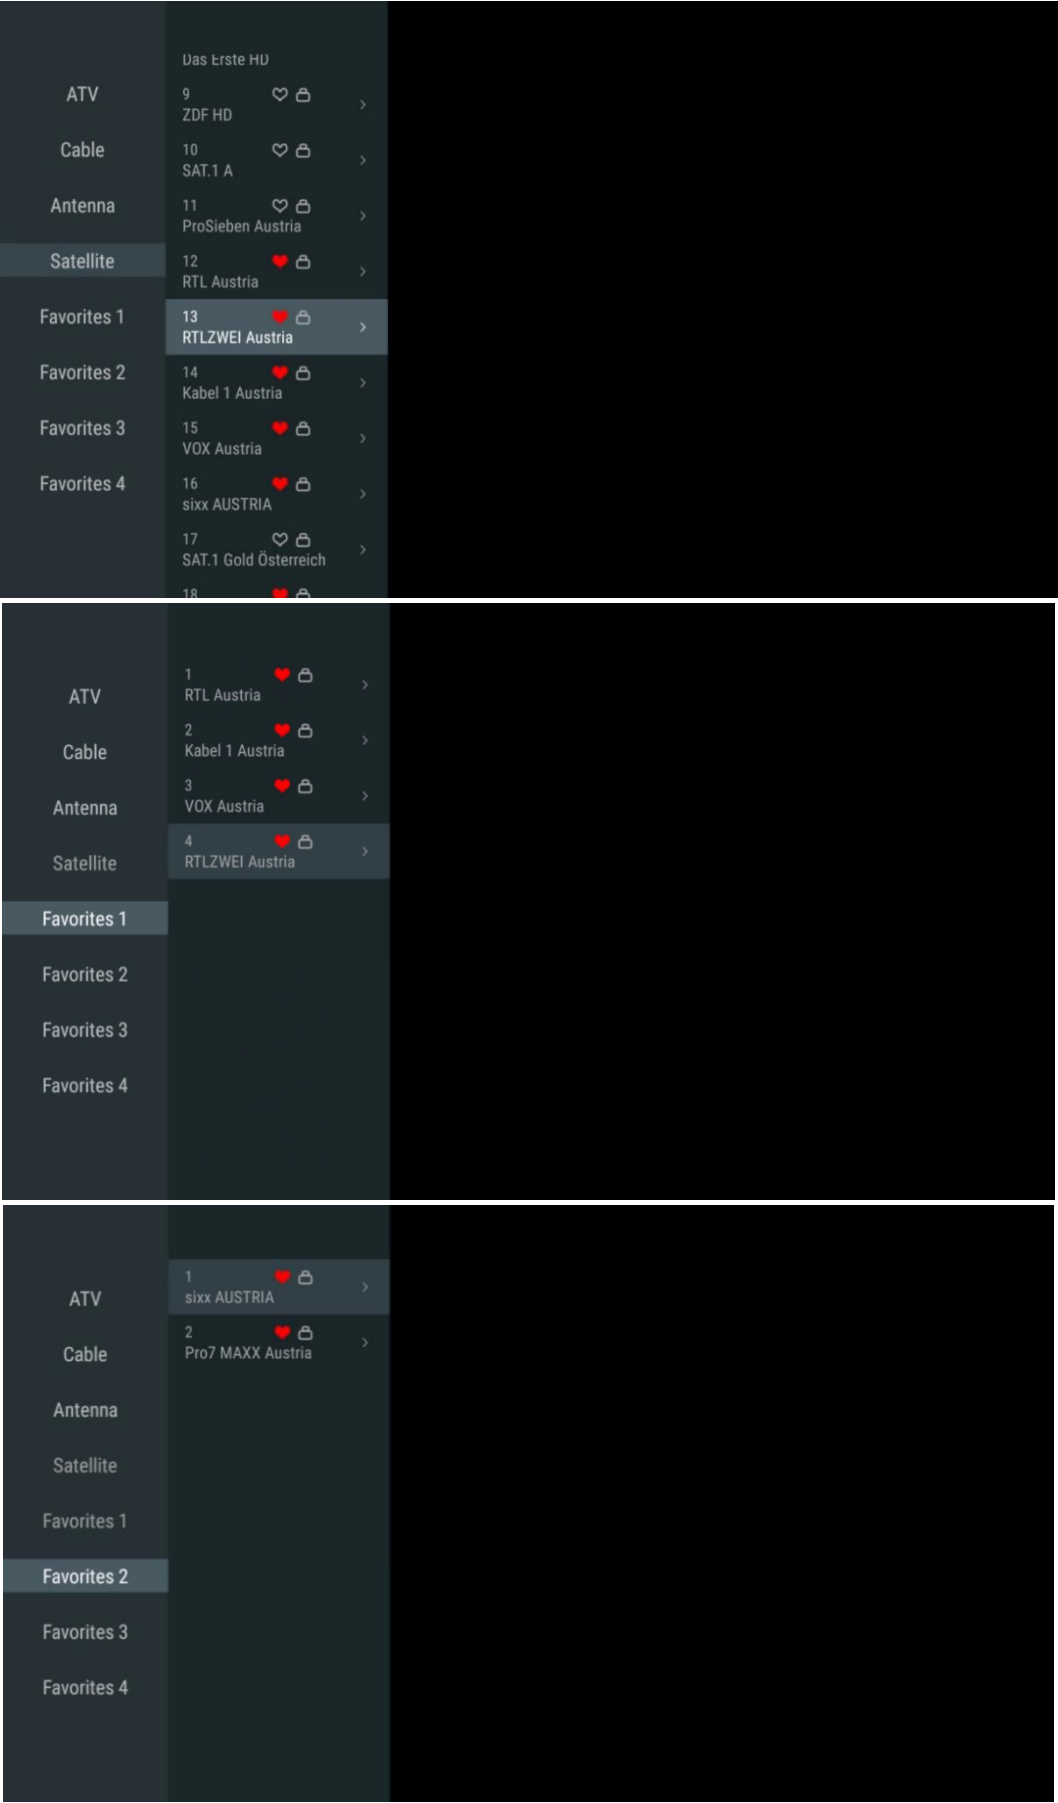 ATV
Cable
Antenna
Satellite
Favorites 1
Favorites 2
Favorites 3
Favorites 4
Das Erste HD
9
ZDF HD
10
SAT.1 A
11
ProSieben Austria
12
RTL Austria
13
RTLZWEI Austria
14
Kabel 1 Austria
15
VOX Austria
16
sixx AUSTRIA
17
SAT.1 Gold Österreich
18
ATV
Cable
Antenna
Satellite
Favorites 1
Favorites 2
Favorites 3
Favorites 4
1
RTL Austria
2
Kabel 1 Austria
3
VOX Austria
4
RTLZWEI Austria
ATV
Cable
Antenna
Satellite
Favorites 1
Favorites 2
Favorites 3
Favorites 4
1
sixx AUSTRIA
2
Pro7 MAXX Austria